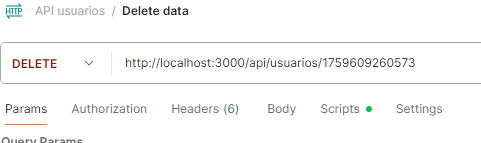 HTTP API usuarios / Delete data
DELETE http://localhost:3000/api/usuarios/1759609260573
Params Authorization Headers (6) Body Scripts Settings
Query Params